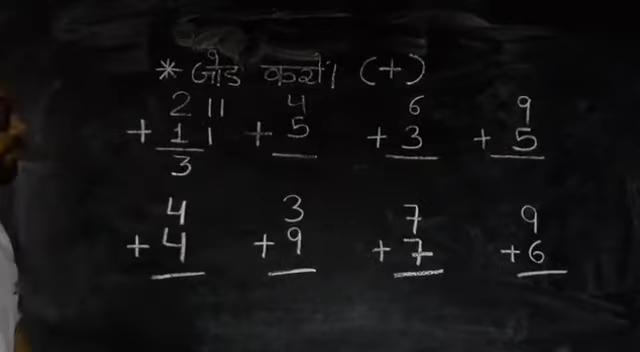 * जोड़ करो। (+)
2 11 4 6 9
+ 1 1 + 5 + 3 + 5
3
4 3 7 9
+ 4 + 9 + 7 + 6